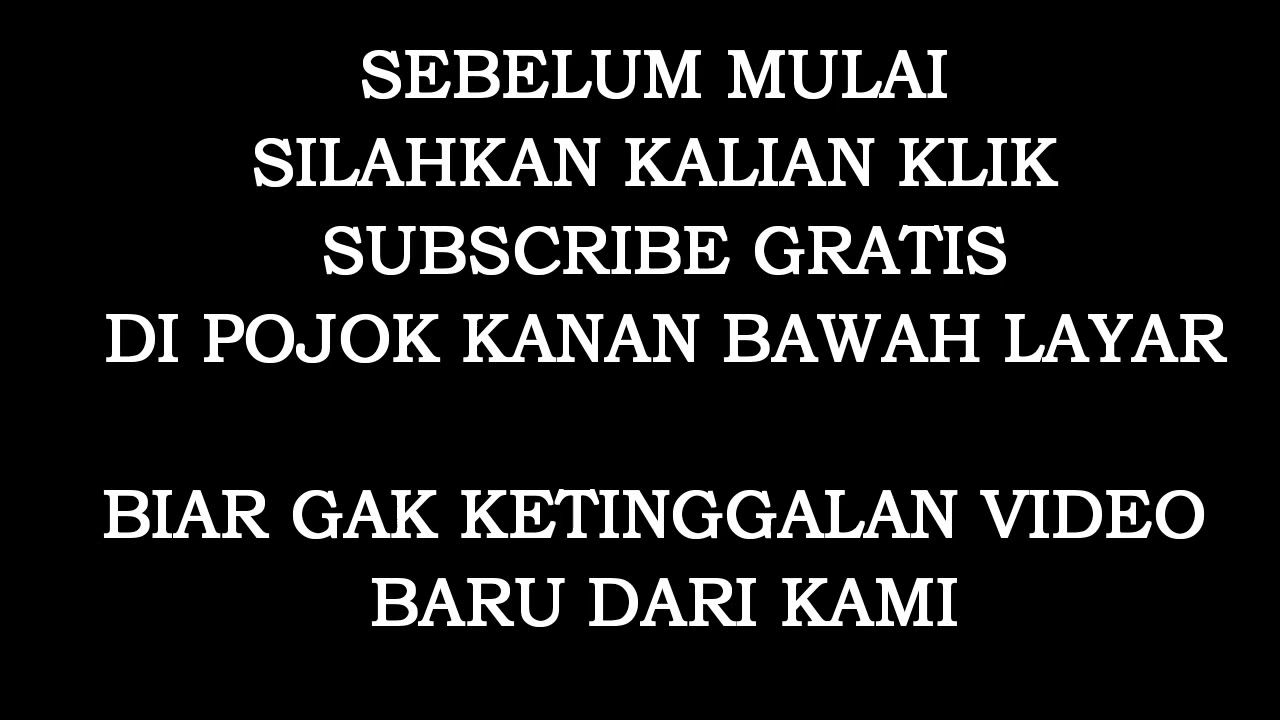 SEBELUM MULAI
SILAHKAN KALIAN KLIK
SUBSCRIBE GRATIS
DI POJOK KANAN BAWAH LAYAR
BIAR GAK KETINGGALAN VIDEO
BARU DARI KAMI